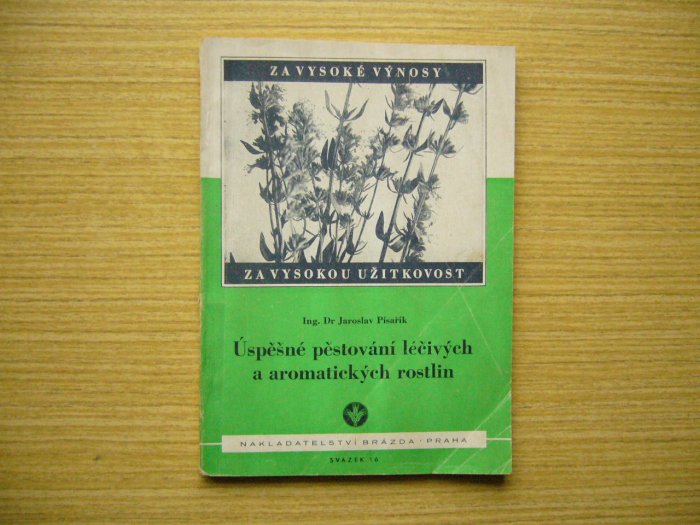 ZA VYSOKÉ VÝNOSY
ZA VYSOKOU UŽITKOVOST
Ing. Dr Jaroslav Pisařík
Úspěšné pěstování léčivých
a aromatických rostlin
NAKLADATELSTVÍ BRÁZDA · PRAHA
SVAZEK 16